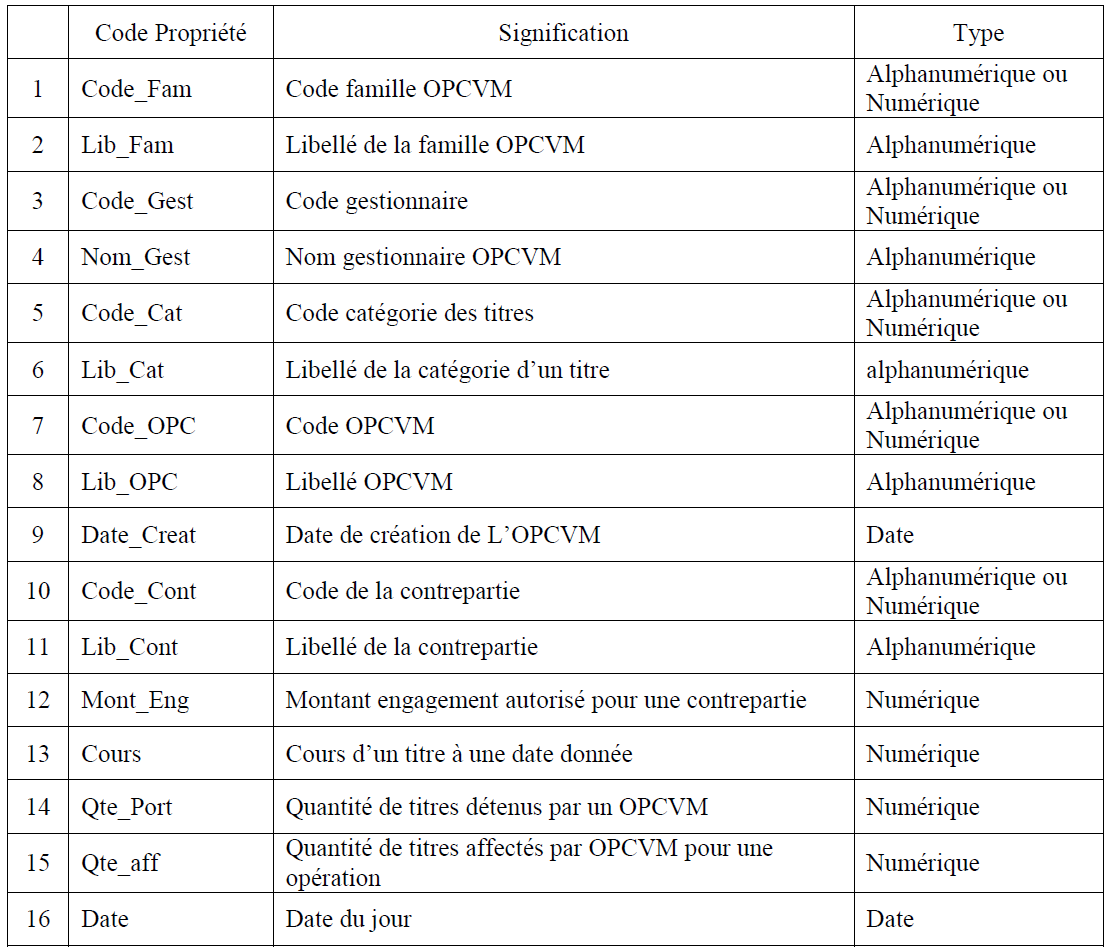 Code Propriété Signification Type
1 Code_Fam Code famille OPCVM Alphanumérique ou
Numérique
2 Lib_Fam Libellé de la famille OPCVM Alphanumérique
3 Code_Gest Code gestionnaire Alphanumérique ou
Numérique
4 Nom_Gest Nom gestionnaire OPCVM Alphanumérique
5 Code_Cat Code catégorie des titres Alphanumérique ou
Numérique
6 Lib_Cat Libellé de la catégorie d’un titre alphanumérique
7 Code_OPC Code OPCVM Alphanumérique ou
Numérique
8 Lib_OPC Libellé OPCVM Alphanumérique
9 Date_Creat Date de création de L’OPCVM Date
10 Code_Cont Code de la contrepartie Alphanumérique ou
Numérique
11 Lib_Cont Libellé de la contrepartie Alphanumérique
12 Mont_Eng Montant engagement autorisé pour une contrepartie Numérique
13 Cours Cours d’un titre à une date donnée Numérique
14 Qte_Port Quantité de titres détenus par un OPCVM Numérique
15 Qte_aff Quantité de titres affectés par OPCVM pour une
opération Numérique
16 Date Date du jour Date